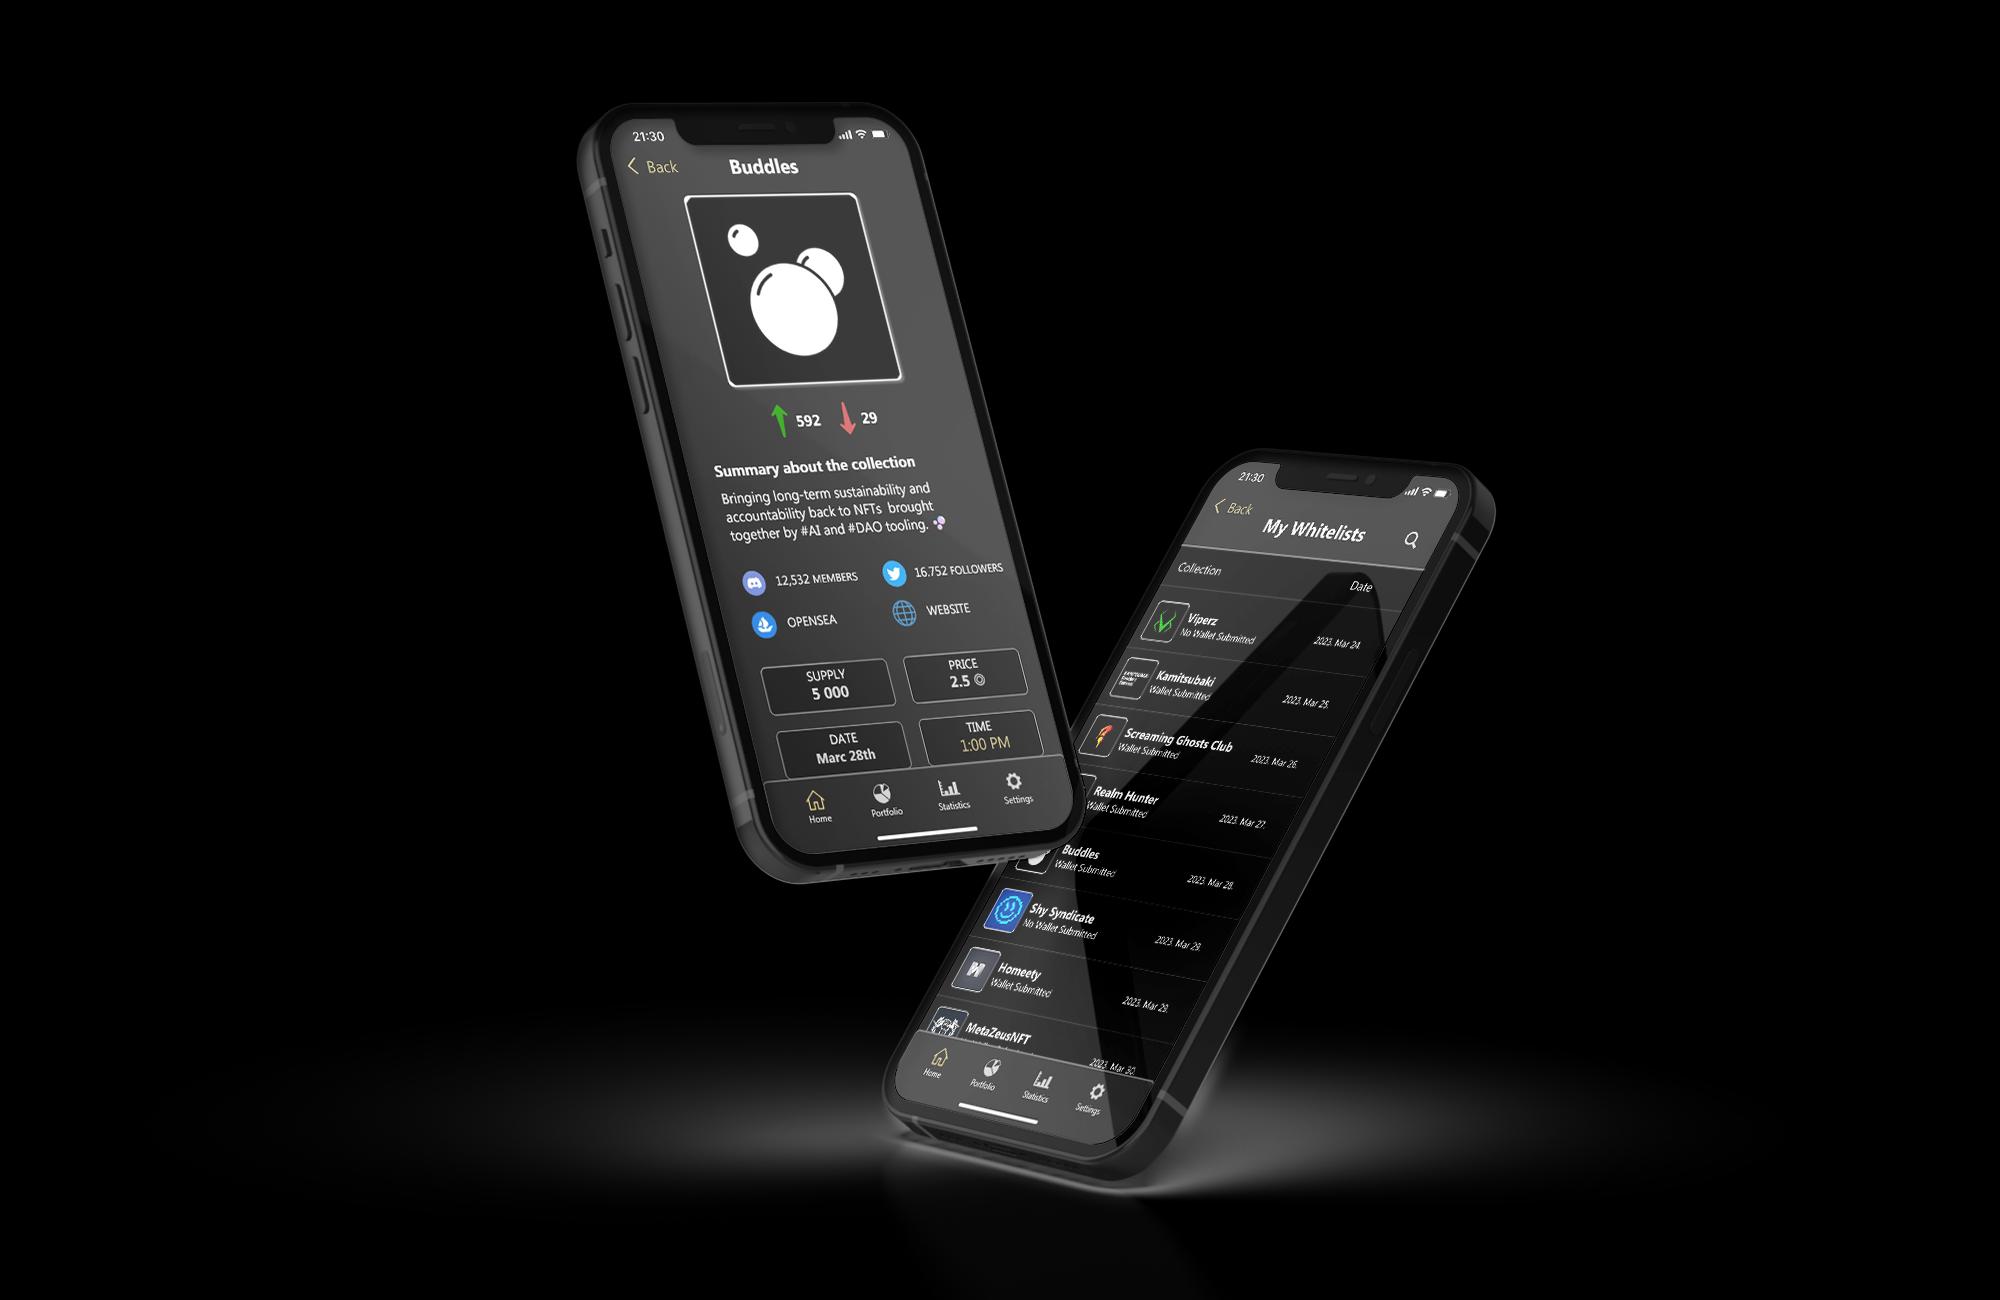 21:30
Back
Buddles
592 29
Summary about the collection
Bringing long-term sustainability and
accountability back to NFTs brought
together by #AI and #DAO tooling.
12,532 MEMBERS
16.752 FOLLOWERS
OPENSEA
WEBSITE
SUPPLY
5 000
PRICE
2.5
DATE
Marc 28th
TIME
1:00 PM
Home
Portfolio
Statistics
Settings
21:30
Back
My Whitelists
Collection
Date
Viperz
No Wallet Submitted
2023. Mar 24.
Kamitsubaki
Wallet Submitted
2023. Mar 25.
Screaming Ghosts Club
Wallet Submitted
2023. Mar 26.
Realm Hunter
Wallet Submitted
2023. Mar 27.
Buddles
Wallet Submitted
2023. Mar 28.
Shy Syndicate
No Wallet Submitted
2023. Mar 29.
Homeety
Wallet Submitted
2023. Mar 29.
MetaZeusNFT
2023. Mar 30.
Home
Portfolio
Statistics
Settings